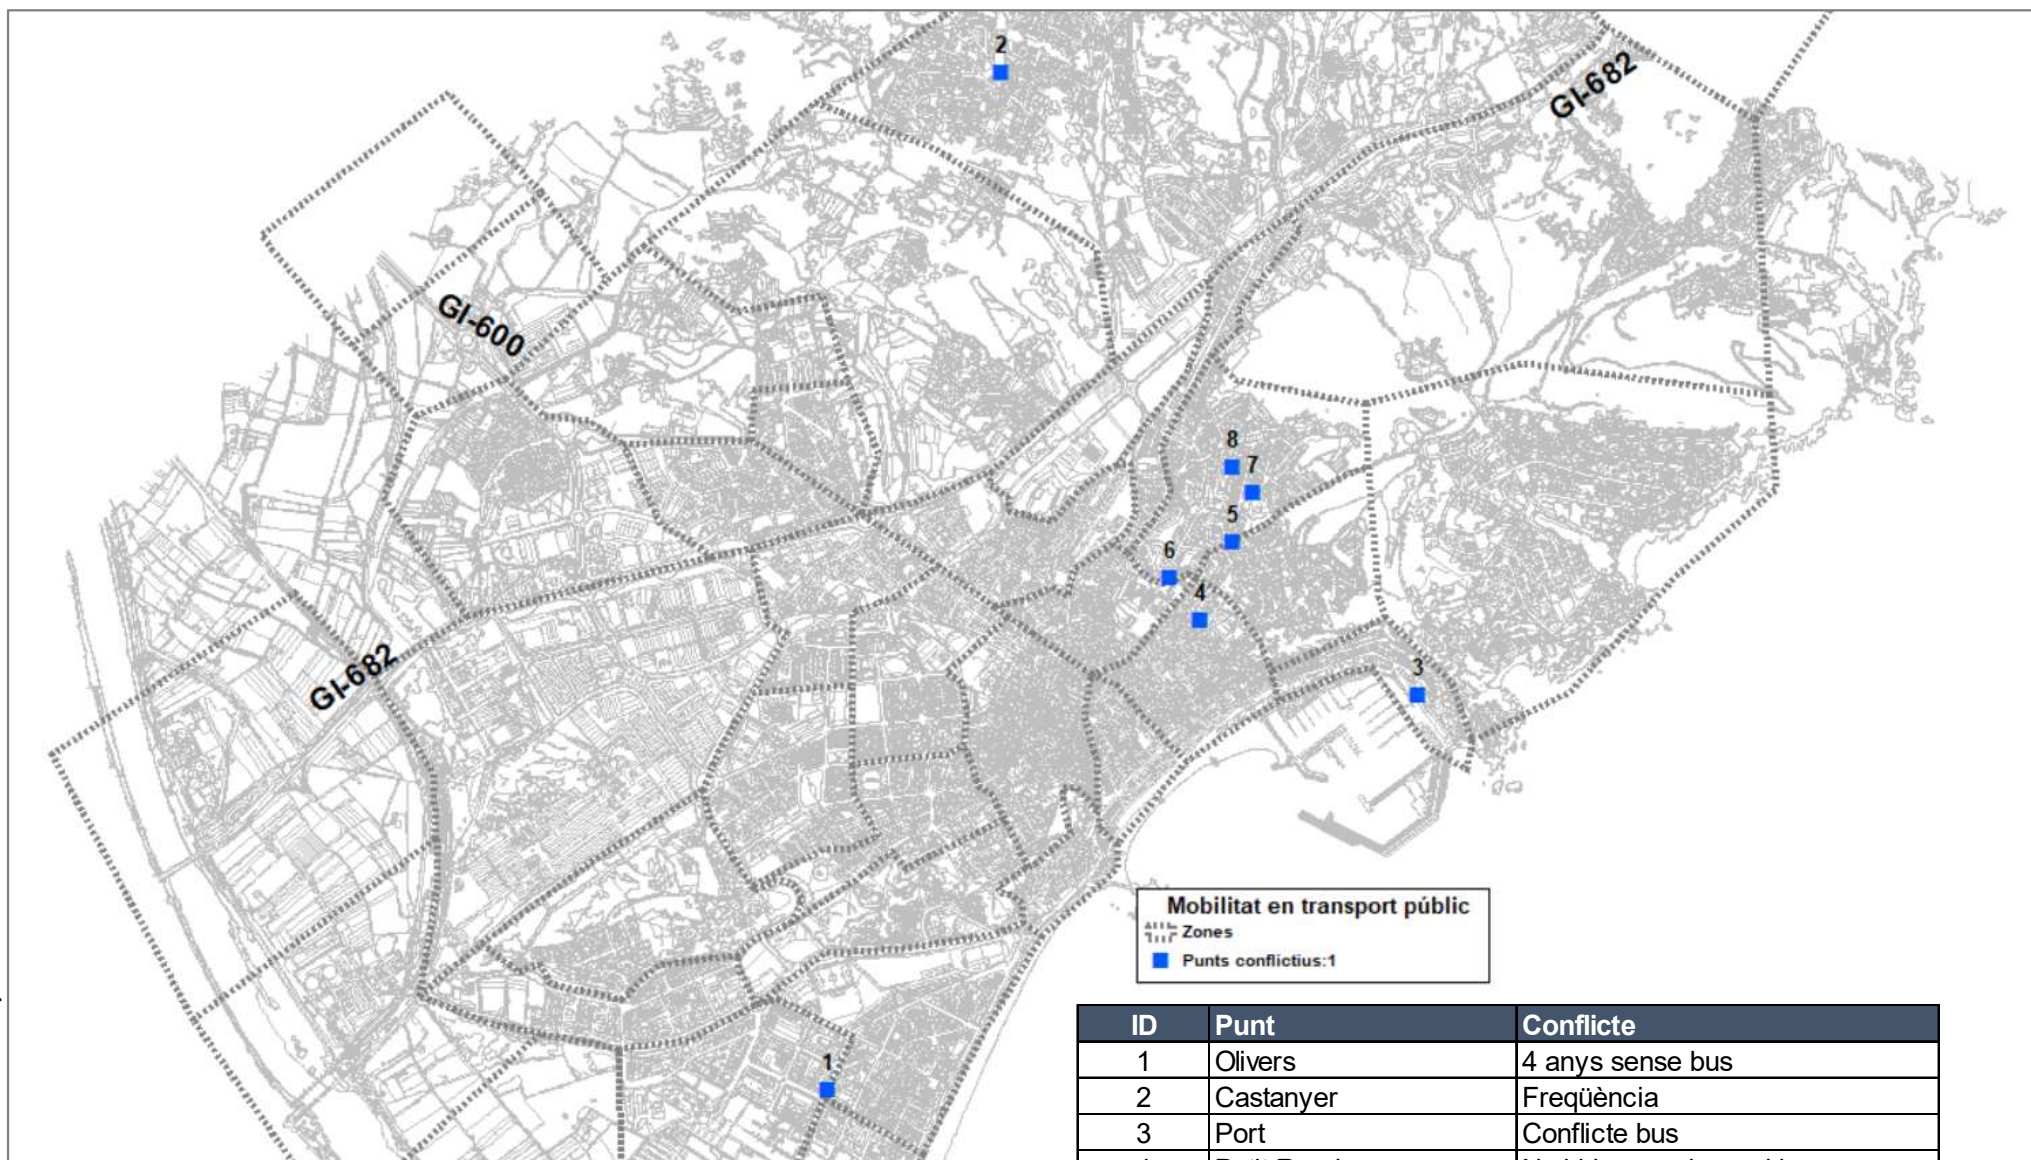 2
GI-682
GI-600
8
7
5
6
4
GI-682
3
Mobilitat en transport públic
Zones
Punts conflictius:1
1
ID Punt Conflicte
1 Olivers 4 anys sense bus
2 Castanyer Freqüència
3 Port Conflicte bus